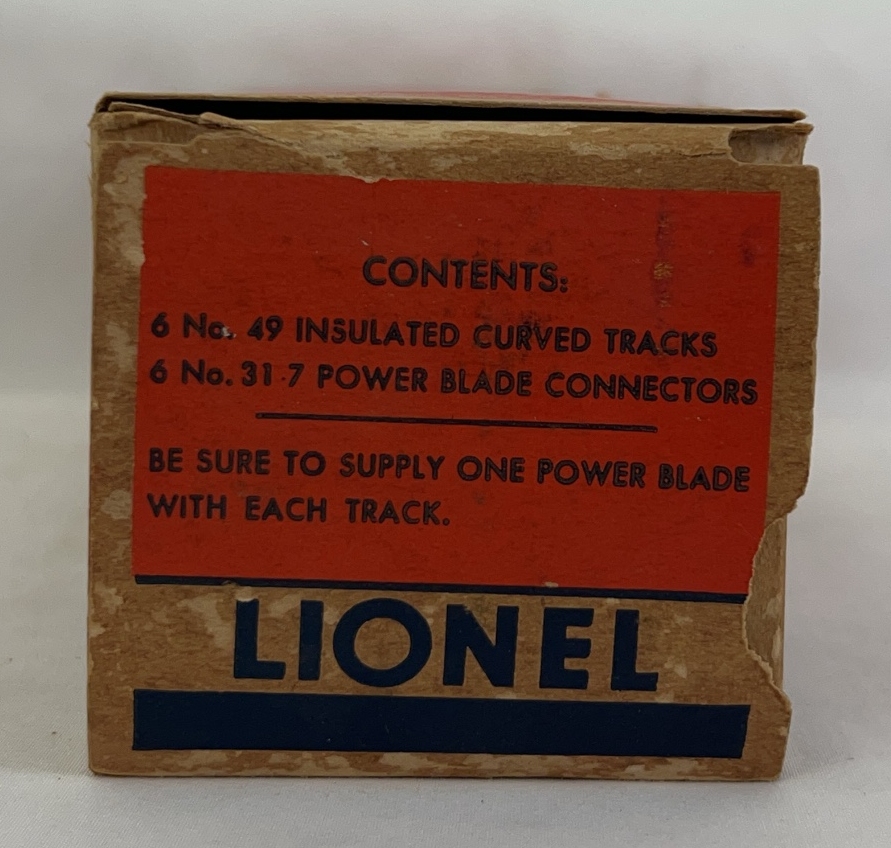 CONTENTS:
6 No. 49 INSULATED CURVED TRACKS
6 No. 31-7 POWER BLADE CONNECTORS
BE SURE TO SUPPLY ONE POWER BLADE
WITH EACH TRACK.
LIONEL